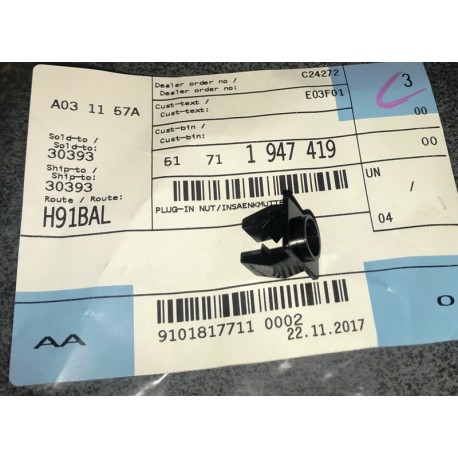 A03 11 57A
Dealer order no /
Dealer order no:
C24272
Cust-text /
Cust-text:
E03F01
3
00
Sold-to /
Sold-to:
30393
Cust-bin /
Cust-bin:
00
51 71 1 947 419
Ship-to /
Ship-to:
30393
UN
/
04
Route / Route:
H91BAL
PLUG-IN NUT/INSAENKMUTTE
AA
9101817711 0002
22.11.2017
O